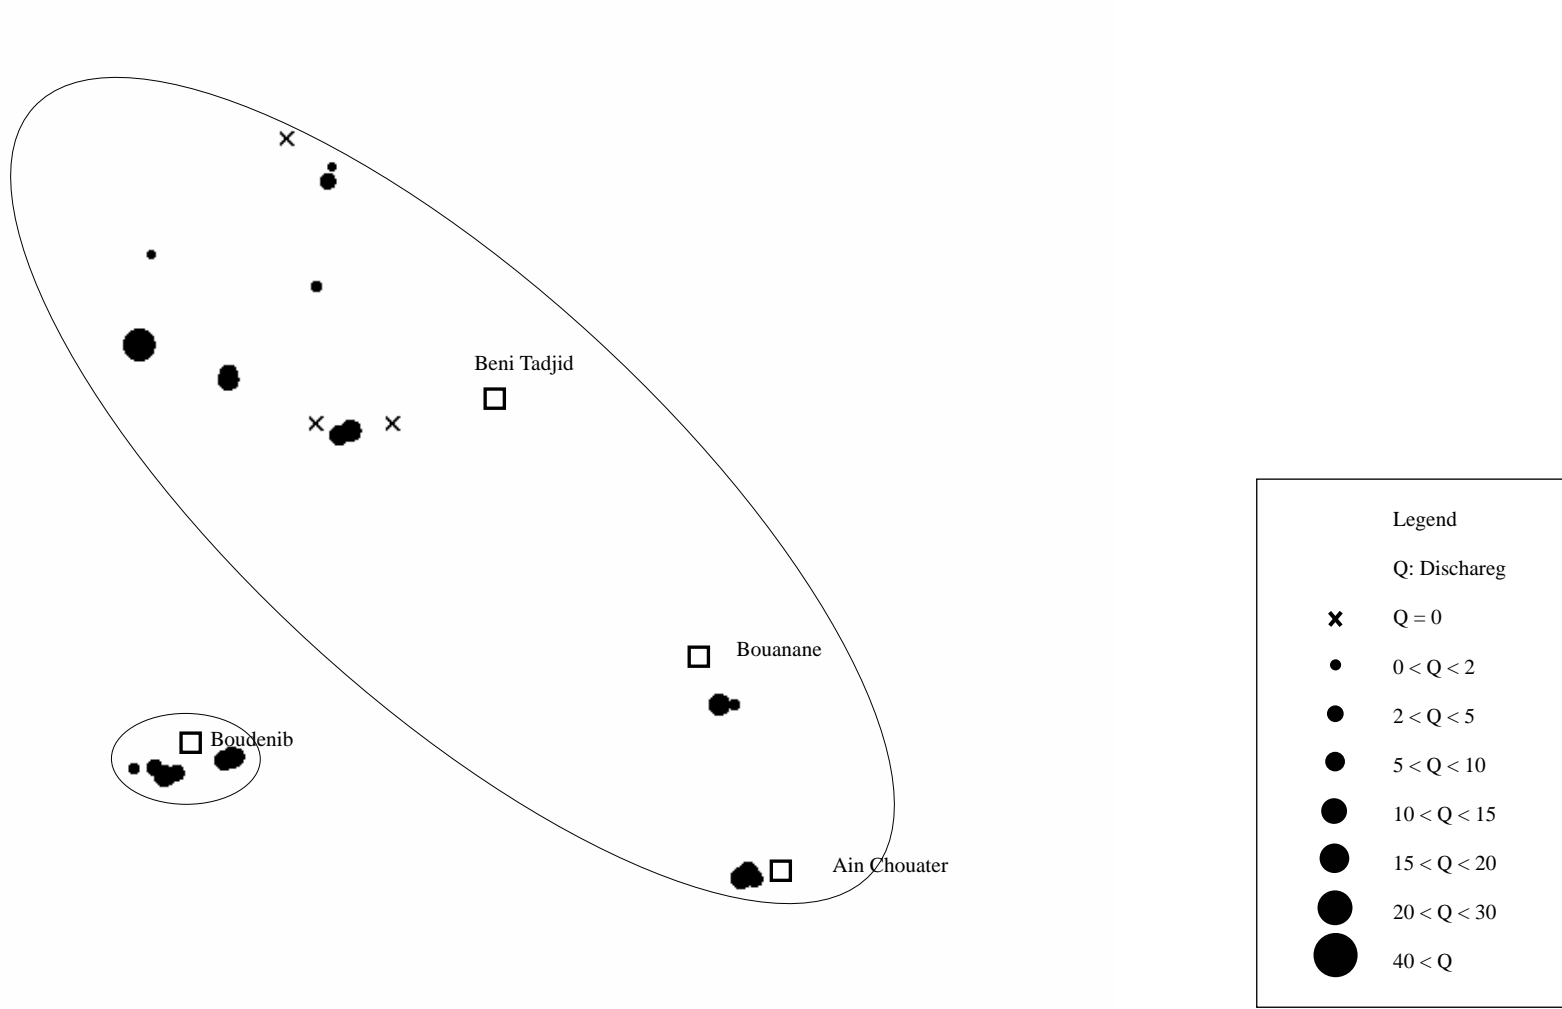 Beni Tadjid
Bouanane
Boudenib
Ain Chouater
Legend
Q: Dischareg
Q = 0
0 < Q < 2
2 < Q < 5
5 < Q < 10
10 < Q < 15
15 < Q < 20
20 < Q < 30
40 < Q